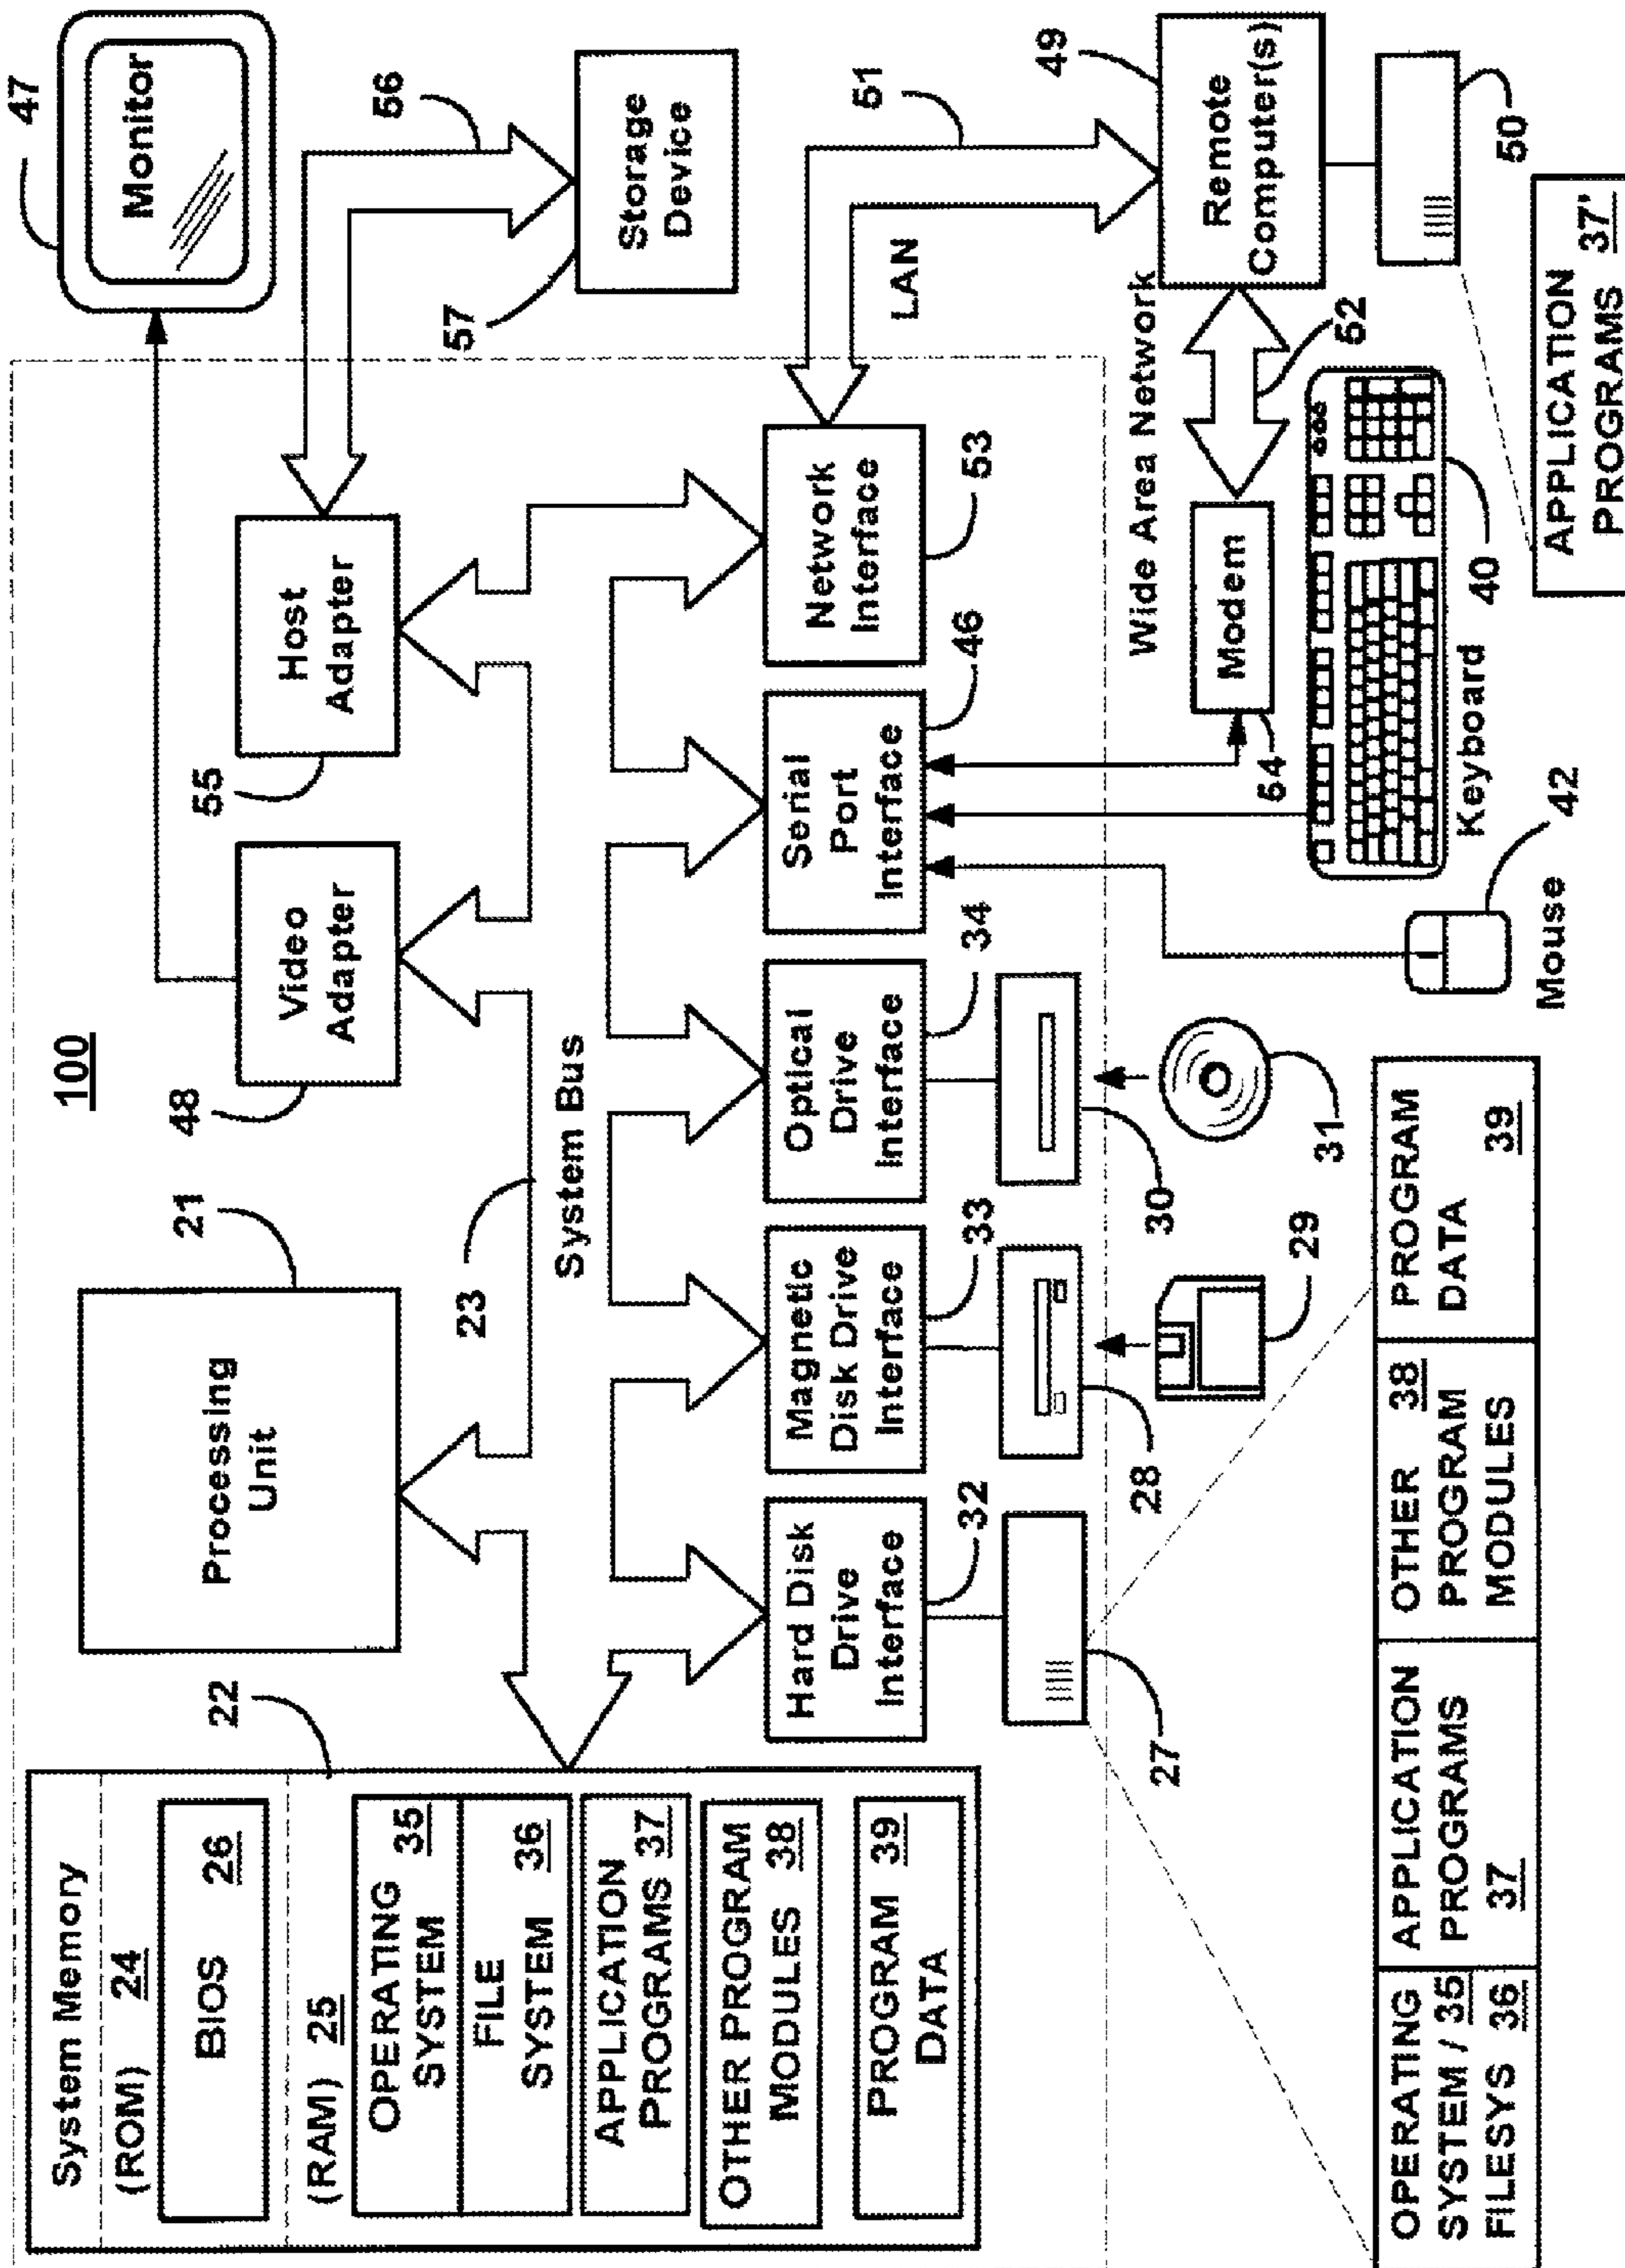 100
System Memory
(ROM) 24
BIOS 26
(RAM) 25
22
OPERATING
SYSTEM 35
FILE
SYSTEM 36
APPLICATION
PROGRAMS 37
OTHER PROGRAM
MODULES 38
PROGRAM 39
DATA
21
Processing
Unit
48
Video
Adapter
55
Host
Adapter
47
Monitor
56
57
Storage
Device
23
System Bus
Hard Disk
Drive
Interface
32
Magnetic
Disk Drive
Interface
33
Optical
Drive
Interface
34
Serial
Port
Interface
46
Network
Interface
53
LAN
51
27
28
29
30
31
Wide Area Network
Modem
54
52
49
Remote
Computer(s)
50
Keyboard
40
Mouse
42
OPERATING
SYSTEM / 35
FILESYS 36
APPLICATION
PROGRAMS
37
OTHER 38
PROGRAM
MODULES
PROGRAM
DATA
39
APPLICATION
PROGRAMS 37'